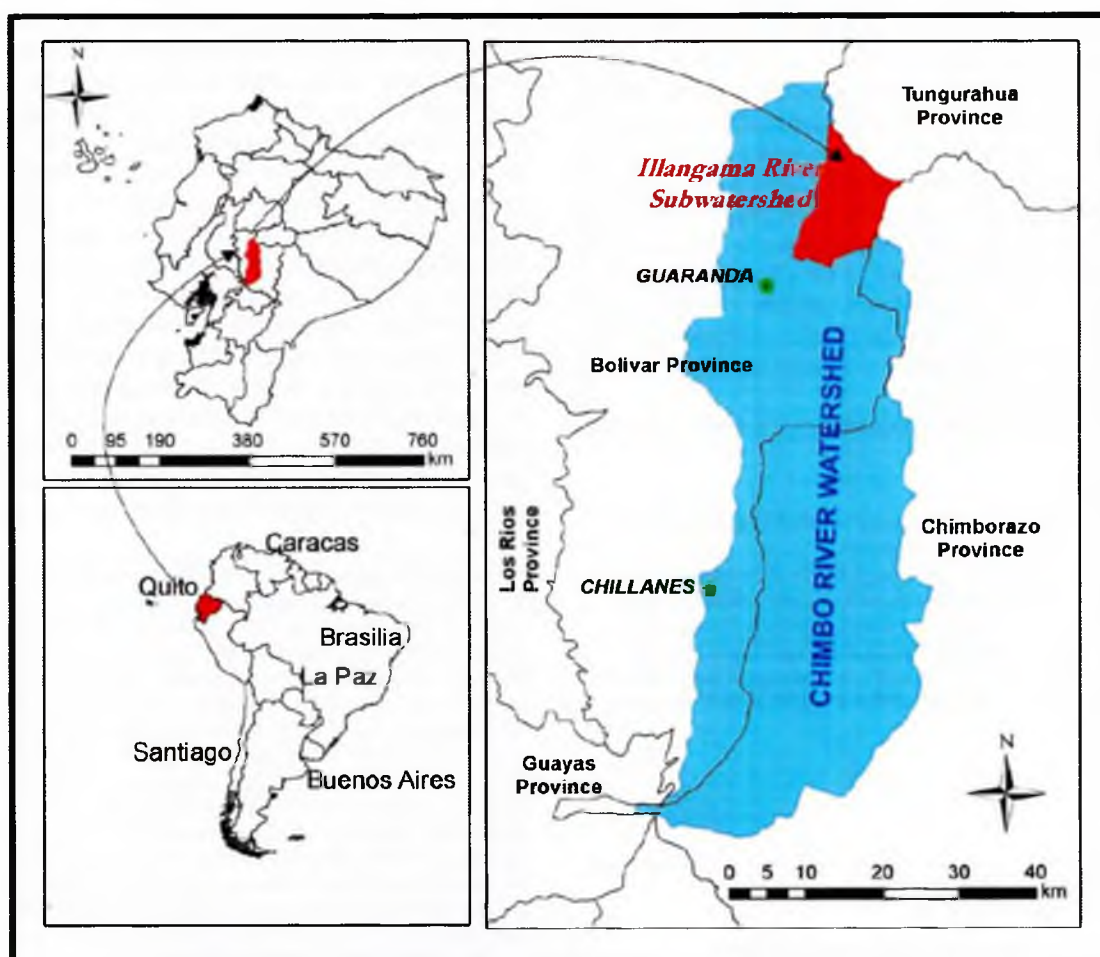 N
0 95 190 380 570 760
km
Caracas
Quito
Brasilia
La Paz
Santiago
Buenos Aires
Tungurahua
Province
Illangama River
Subwatershed
GUARANDA
Bolivar Province
CHIMBO RIVER WATERSHED
Los Rios
Province
Chimborazo
Province
CHILLANES
Guayas
Province
N
0 5 10 20 30 40
km